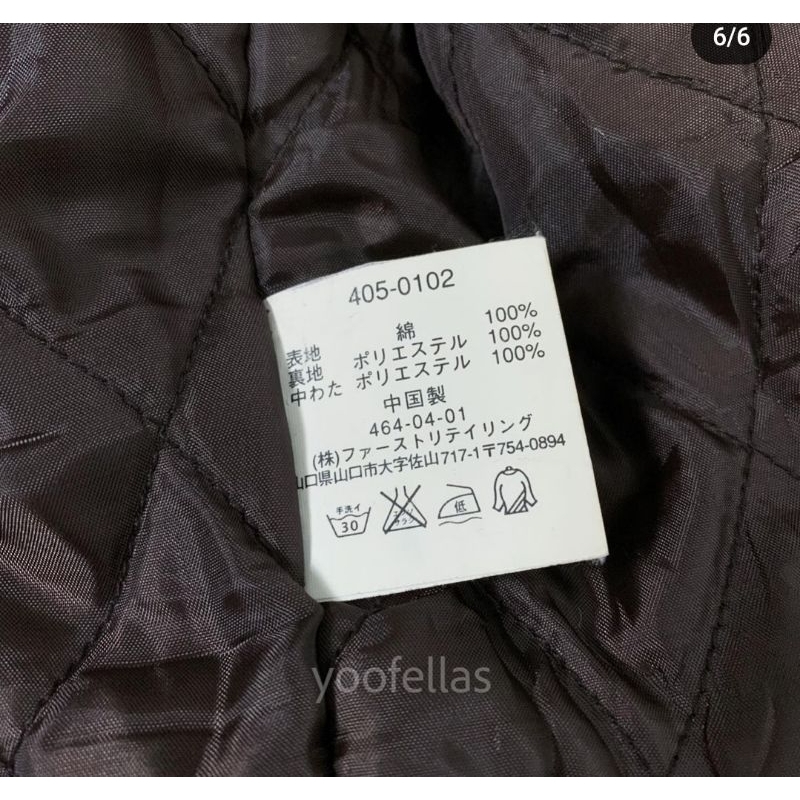 6/6
405-0102
表地 綿 100%
裏地 ポリエステル 100%
中わた ポリエステル 100%
中国製
464-04-01
(株)ファーストリテイリング
山口県山口市大字佐山717-1〒754-0894
手洗イ
30
低
yoofellas